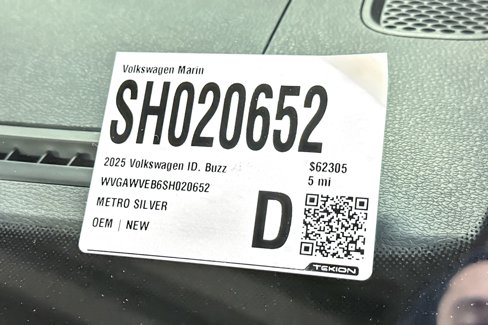 Volkswagen Marin
SH020652
2025 Volkswagen ID. Buzz
$62305
WVGAWVEB6SH020652
5 mi
METRO SILVER
OEM | NEW
D
TEKION